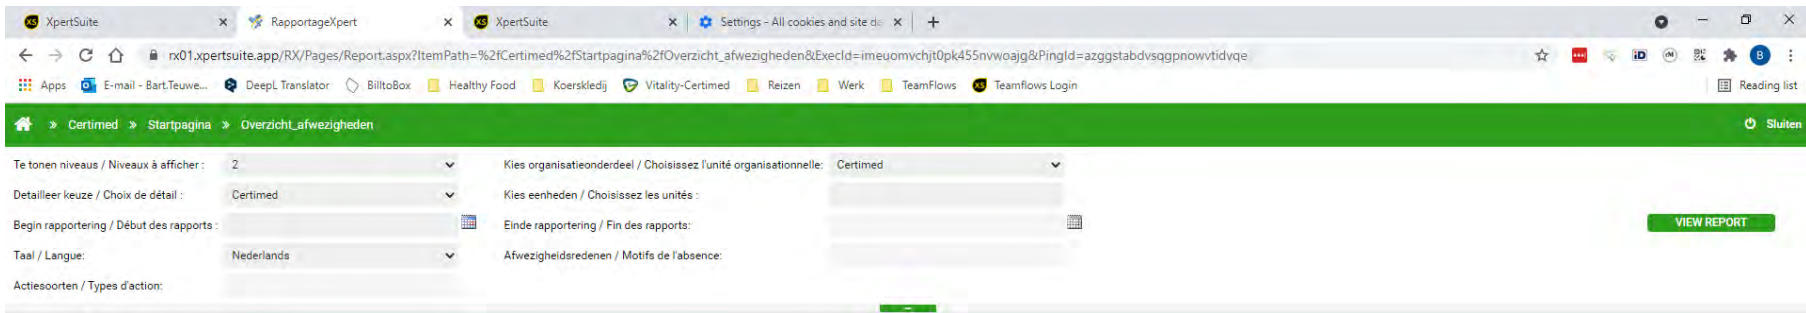 XpertSuite RapportageXpert XpertSuite Settings - All cookies and site da
rx01.xpertsuite.app/RX/Pages/Report.aspx?ItemPath=%2fCertimed%2fStartpagina%2fOverzicht_afwezigheden&ExecId=imeuomvchjt0pk455nvwoajg&PingId=azggstabdvsqgpnowvtidvqe
Apps E-mail - Bart.Teuwe... DeepL Translator BilltoBox Healthy Food Koerskledij Vitality-Certimed Reizen Werk TeamFlows Teamflows Login Reading list
» Certimed » Startpagina » Overzicht_afwezigheden Sluiten
Te tonen niveaus / Niveaux à afficher : 2 Kies organisatieonderdeel / Choisissez l'unité organisationnelle: Certimed
Detailleer keuze / Choix de détail : Certimed Kies eenheden / Choisissez les unités :
Begin rapportering / Début des rapports : Einde rapportering / Fin des rapports: VIEW REPORT
Taal / Langue: Nederlands Afwezigheidsredenen / Motifs de l'absence:
Actiesoorten / Types d'action: